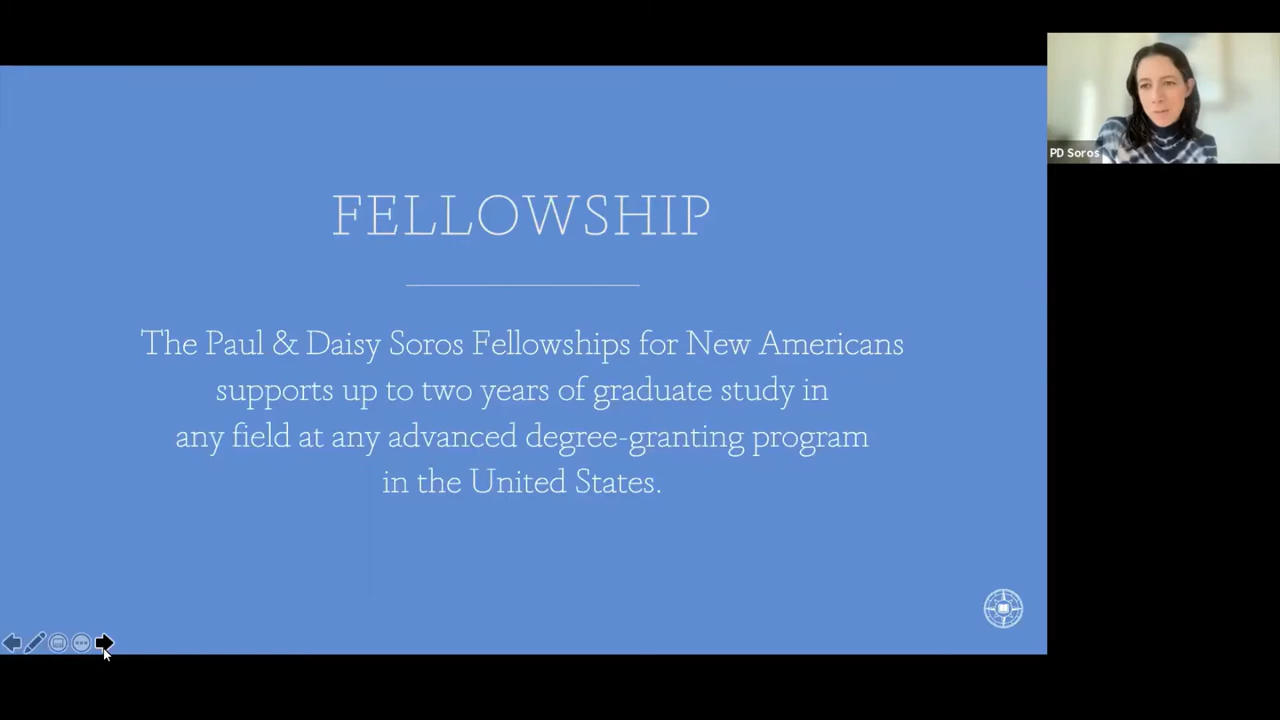 FELLOWSHIP
The Paul & Daisy Soros Fellowships for New Americans
supports up to two years of graduate study in
any field at any advanced degree-granting program
in the United States.
PD Soros